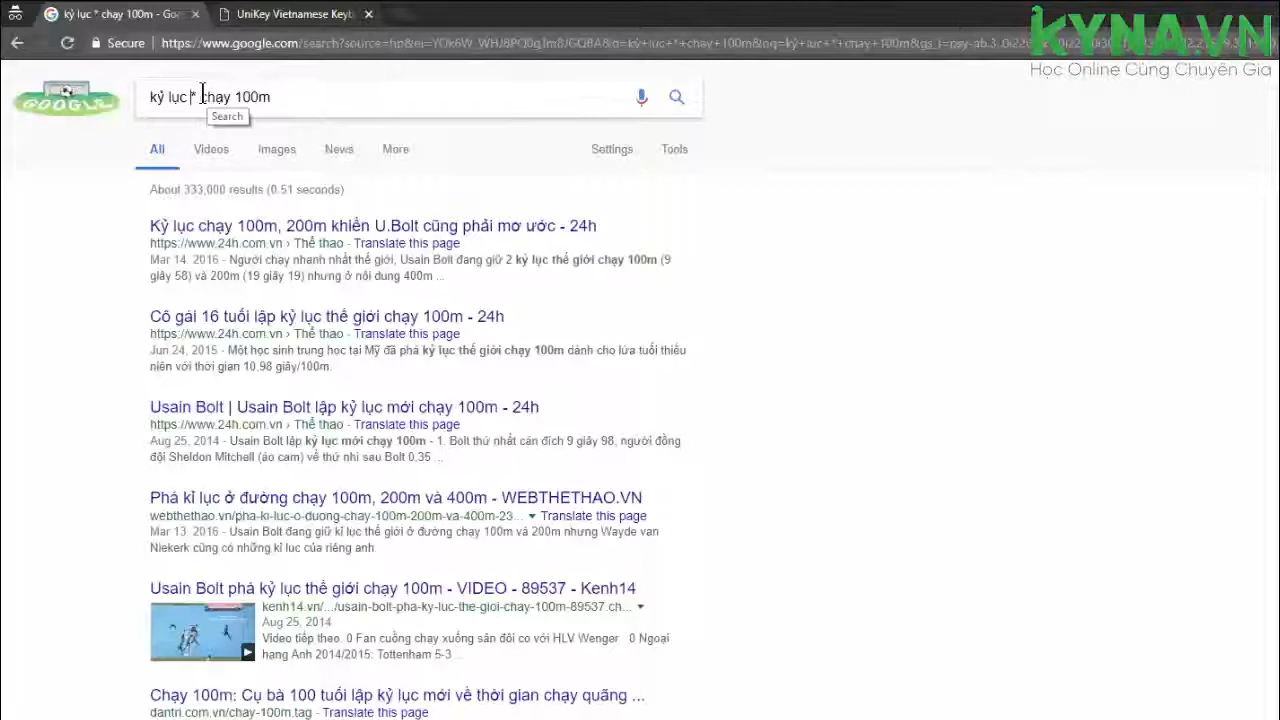 kỷ lục * chạy 100m - Goo
UniKey Vietnamese Keyb
KYNA.VN
Học Online Cùng Chuyên Gia
Secure
https://www.google.com/search?source=hp&ei=
GOOGLE
kỷ lục * chạy 100m
Search
All Videos Images News More Settings Tools
About 333,000 results (0.51 seconds)
Kỷ lục chạy 100m, 200m khiến U.Bolt cũng phải mơ ước - 24h
https://www.24h.com.vn › Thể thao - Translate this page
Mar 14, 2016 - Người chạy nhanh nhất thế giới, Usain Bolt đang giữ 2 kỷ lục thế giới chạy 100m (9
giây 58) và 200m (19 giây 19) nhưng ở nội dung 400m ...
Cô gái 16 tuổi lập kỷ lục thế giới chạy 100m - 24h
https://www.24h.com.vn › Thể thao - Translate this page
Jun 24, 2015 - Một học sinh trung học tại Mỹ đã phá kỷ lục thế giới chạy 100m dành cho lứa tuổi thiếu
niên với thời gian 10,98 giây/100m.
Usain Bolt | Usain Bolt lập kỷ lục mới chạy 100m - 24h
https://www.24h.com.vn › Thể thao - Translate this page
Aug 25, 2014 - Usain Bolt lập kỷ lục mới chạy 100m - 1. Bolt thứ nhất cán đích 9 giây 98, người đồng
đội Sheldon Mitchell (áo cam) về thứ nhì sau Bolt 0,35 ...
Phá kỉ lục ở đường chạy 100m, 200m và 400m - WEBTHETHAO.VN
webthethao.vn/pha-ki-luc-o-duong-chay-100m-200m-va-400m-23... Translate this page
Mar 13, 2016 - Usain Bolt đang giữ kỉ lục thế giới ở đường chạy 100m và 200m nhưng Wayde van
Niekerk cũng có những kỉ lục của riêng anh.
Usain Bolt phá kỷ lục thế giới chạy 100m - VIDEO - 89537 - Kenh14
kenh14.vn/.../usain-bolt-pha-ky-luc-the-gioi-chay-100m-89537.ch...
Aug 25, 2014
Video tiếp theo. 0 Fan cuồng chạy xuống sân đòi co với HLV Wenger 0 Ngoại
hạng Anh 2014/2015: Tottenham 5-3 ...
Chạy 100m: Cụ bà 100 tuổi lập kỷ lục mới về thời gian chạy quãng ...
dantri.com.vn/chay-100m.tag - Translate this page